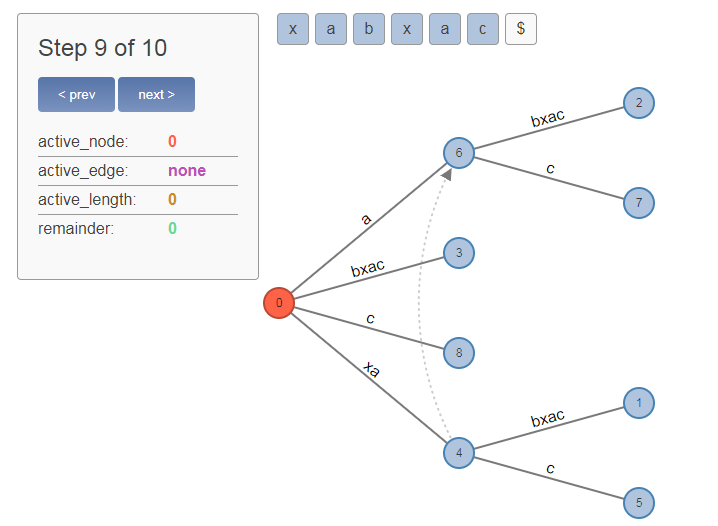 Step 9 of 10
< prev next >
active_node: 0
active_edge: none
active_length: 0
remainder: 0
x a b x a c $
2
bxac
6
c
7
a
3
bxac
0
c
8
xa
1
bxac
4
c
5